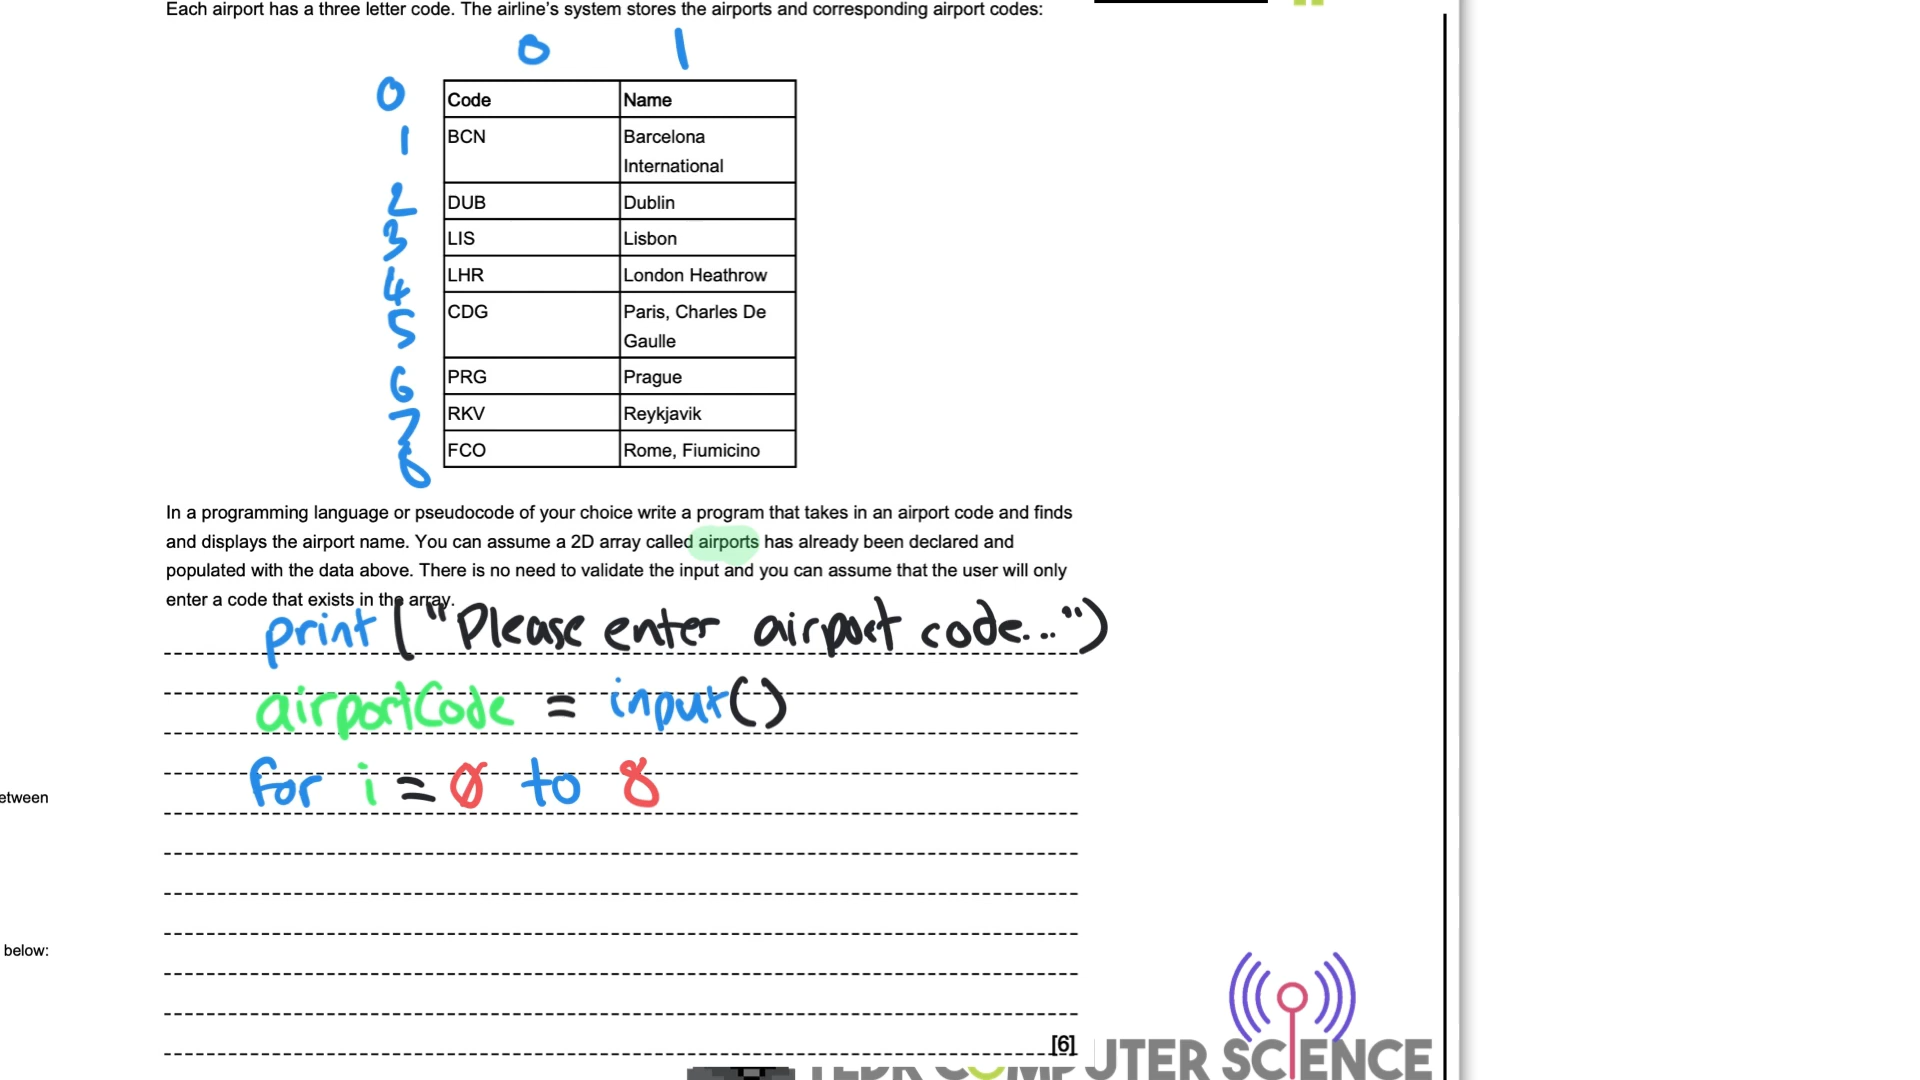 Each airport has a three letter code. The airline's system stores the airports and corresponding airport codes:
0 1
0 Code Name
1 BCN Barcelona
International
2 DUB Dublin
3 LIS Lisbon
4 LHR London Heathrow
5 CDG Paris, Charles De
Gaulle
6 PRG Prague
7 RKV Reykjavik
8 FCO Rome, Fiumicino
In a programming language or pseudocode of your choice write a program that takes in an airport code and finds
and displays the airport name. You can assume a 2D array called airports has already been declared and
populated with the data above. There is no need to validate the input and you can assume that the user will only
enter a code that exists in the array.
print ("Please enter airport code...")
airportCode = input()
for i = 0 to 8
etween
below:
[6]
UTER SCIENCE